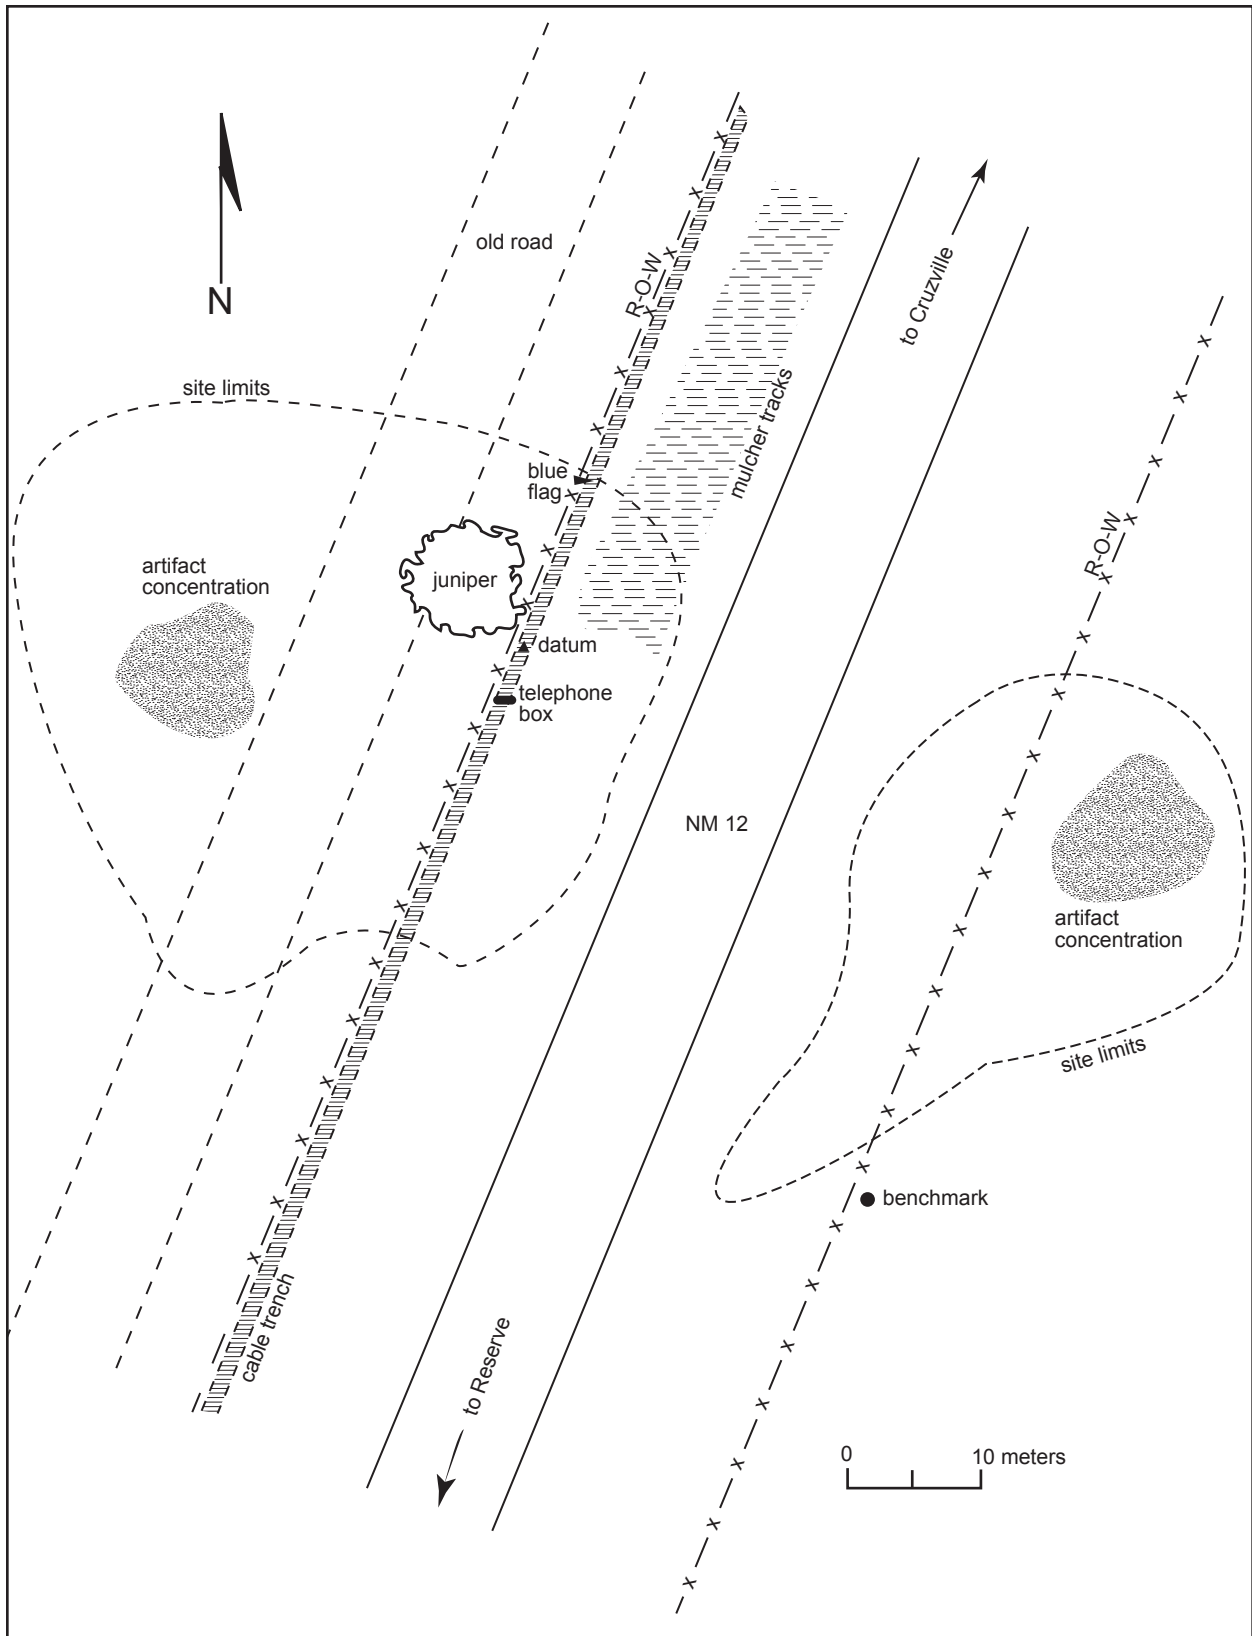 old road
N
R-O-W
to Cruzville
site limits
mulcher tracks
blue
flag
R-O-W
artifact
concentration
juniper
datum
telephone
box
NM 12
artifact
concentration
site limits
benchmark
cable trench
to Reserve
0
10 meters